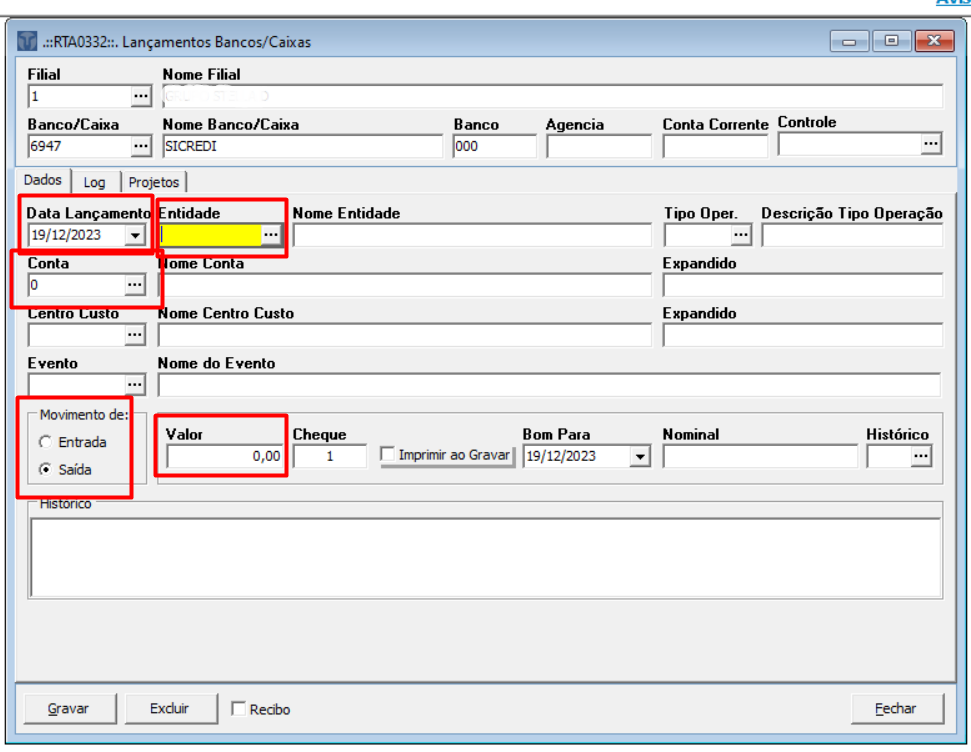 Avis
.::RTA0332::. Lançamentos Bancos/Caixas
Filial Nome Filial
1 ...
Banco/Caixa Nome Banco/Caixa Banco Agencia Conta Corrente Controle
6947 ... SICREDI 000 ...
Dados Log Projetos
Data Lançamento Entidade Nome Entidade Tipo Oper. Descrição Tipo Operação
19/12/2023 ... ...
Conta Nome Conta Expandido
0 ...
Centro Custo Nome Centro Custo Expandido
...
Evento Nome do Evento
...
Movimento de:
Entrada
Saída
Valor Cheque Bom Para Nominal Histórico
0,00 1 Imprimir ao Gravar 19/12/2023 ...
Histórico
Gravar Excluir Recibo Fechar